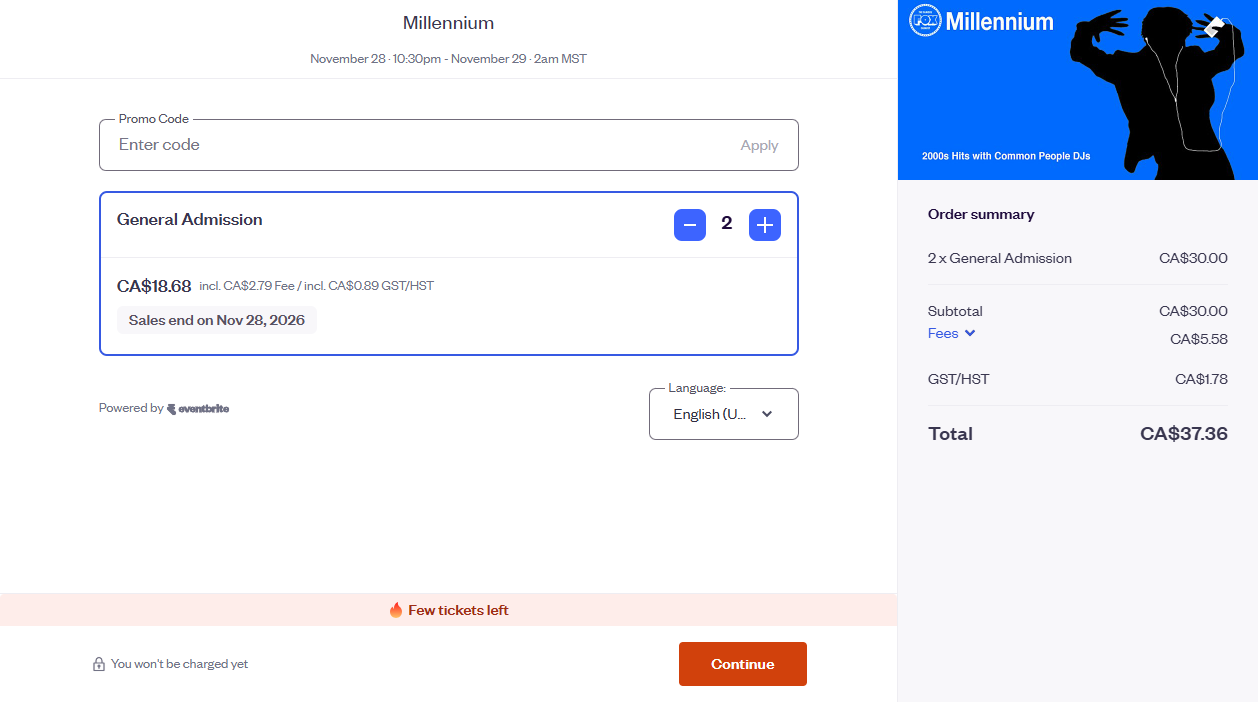 Millennium
November 28 · 10:30pm - November 29 · 2am MST
Promo Code
Enter code
Apply
General Admission
2
CA$18.68 incl. CA$2.79 Fee / incl. CA$0.89 GST/HST
Sales end on Nov 28, 2026
Powered by eventbrite
Language:
English (U...
Few tickets left
You won't be charged yet
Continue
FOX
Millennium
2000s Hits with Common People DJs
Order summary
2 x General Admission CA$30.00
Subtotal CA$30.00
Fees CA$5.58
GST/HST CA$1.78
Total CA$37.36